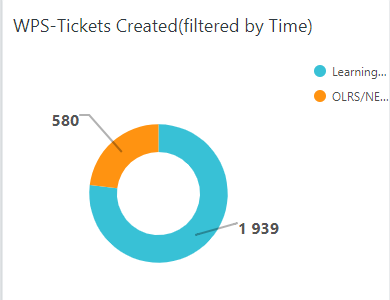 WPS-Tickets Created(filtered by Time)
Learning...
OLRS/NE...
580
1 939